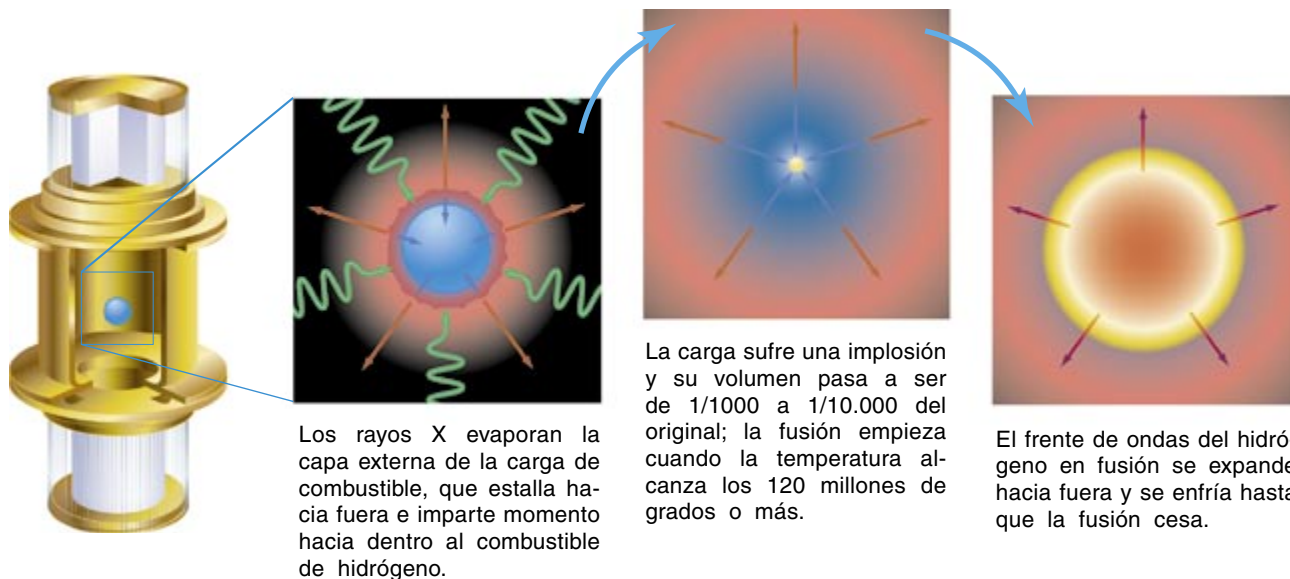 Los rayos X evaporan la
capa externa de la carga de
combustible, que estalla ha-
cia fuera e imparte momento
hacia dentro al combustible
de hidrógeno.
La carga sufre una implosión
y su volumen pasa a ser
de 1/1000 a 1/10.000 del
original; la fusión empieza
cuando la temperatura al-
canza los 120 millones de
grados o más.
El frente de ondas del hidró
geno en fusión se expande
hacia fuera y se enfría hasta
que la fusión cesa.